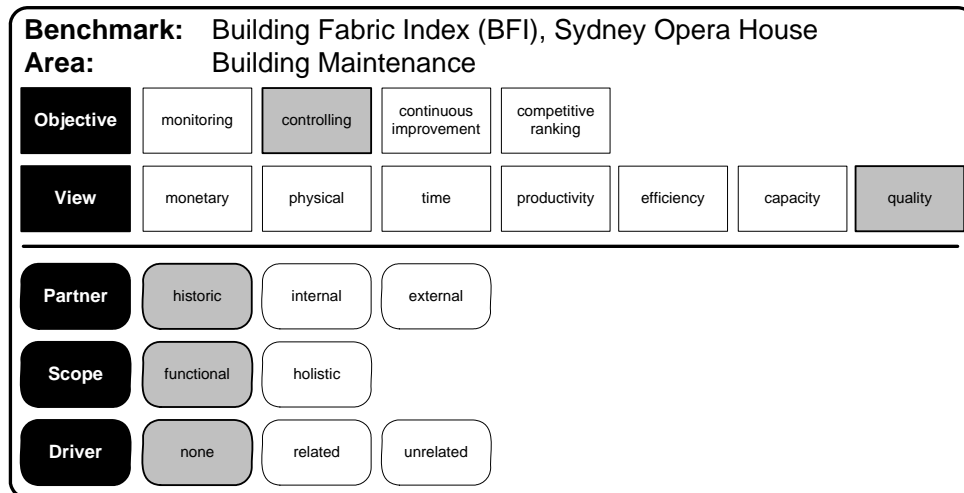 Benchmark: Building Fabric Index (BFI), Sydney Opera House
Area: Building Maintenance
Objective monitoring controlling continuous improvement competitive ranking
View monetary physical time productivity efficiency capacity quality
Partner historic internal external
Scope functional holistic
Driver none related unrelated